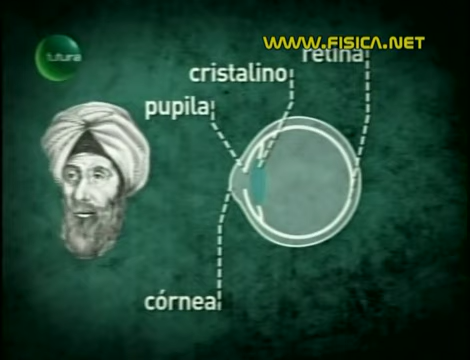 WWW.FISICA.NET
futura
retina
cristalino
pupila
córnea